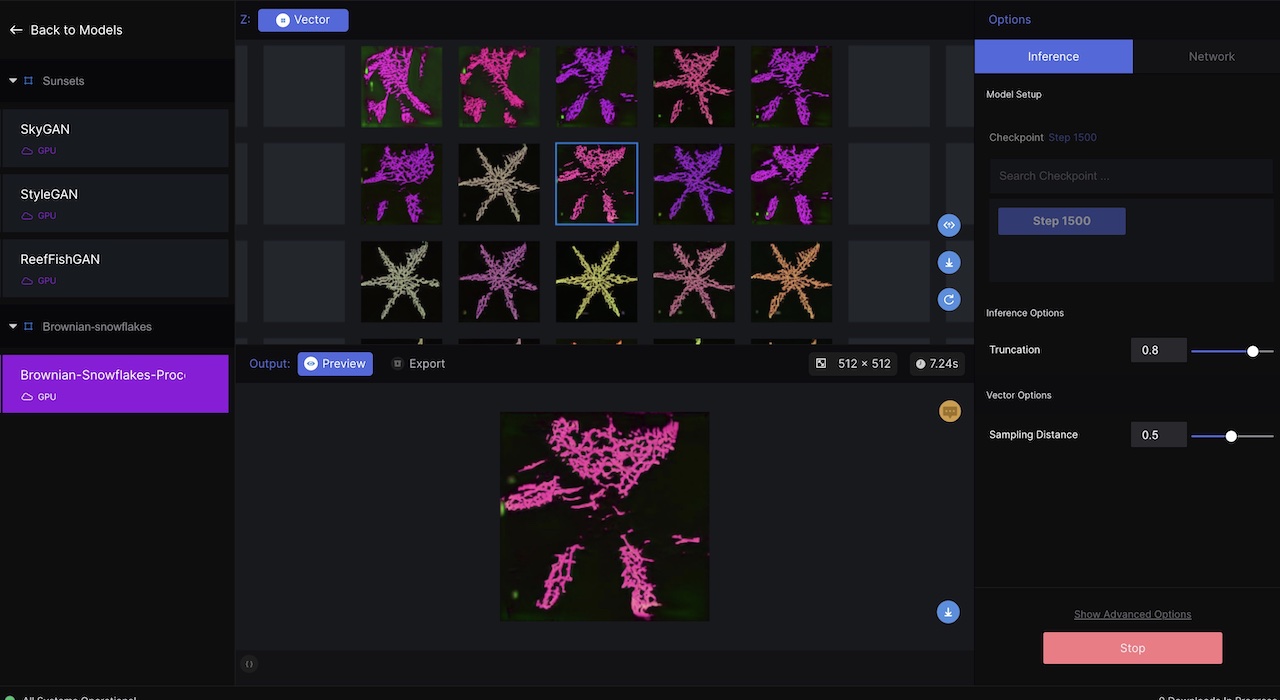 Back to Models
Sunsets
SkyGAN
GPU
StyleGAN
GPU
ReefFishGAN
GPU
Brownian-snowflakes
Brownian-Snowflakes-Proc
GPU
Z:
Vector
Output:
Preview
Export
512 × 512
7.24s
Options
Inference
Network
Model Setup
Checkpoint Step 1500
Search Checkpoint ...
Step 1500
Inference Options
Truncation
0.8
Vector Options
Sampling Distance
0.5
Show Advanced Options
Stop
All Systems Operational
0 Downloads In Progress